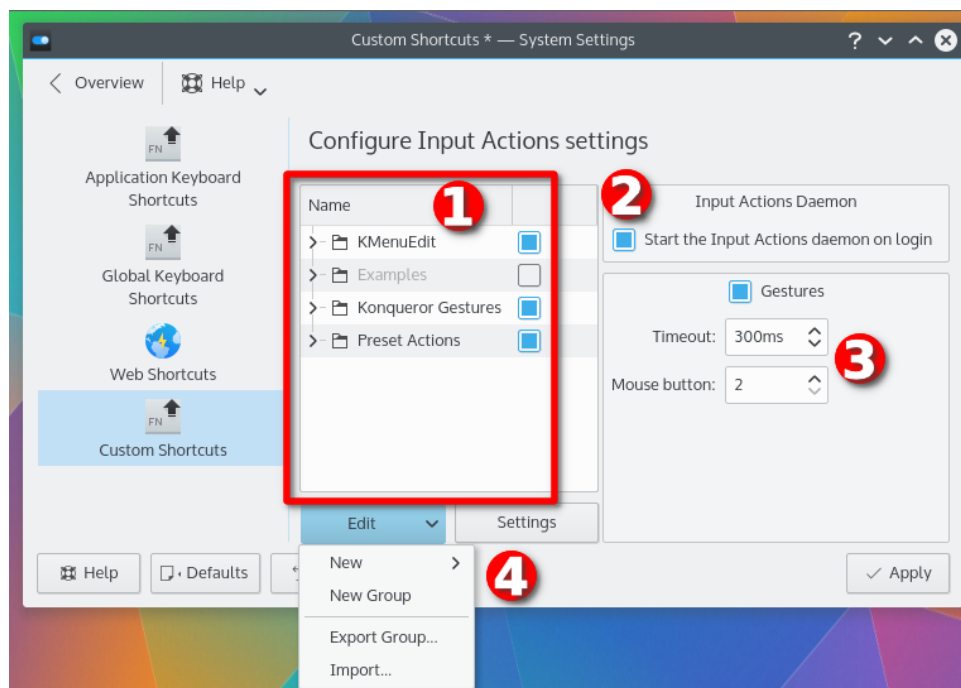 Custom Shortcuts * — System Settings
?
Overview
Help
FN
Application Keyboard
Shortcuts
FN
Global Keyboard
Shortcuts
Web Shortcuts
FN
Custom Shortcuts
Configure Input Actions settings
1
Name
KMenuEdit
Examples
Konqueror Gestures
Preset Actions
2
Input Actions Daemon
Start the Input Actions daemon on login
Gestures
Timeout: 300ms
Mouse button: 2
3
Edit
Settings
New
New Group
Export Group...
Import...
4
Help
Defaults
Apply